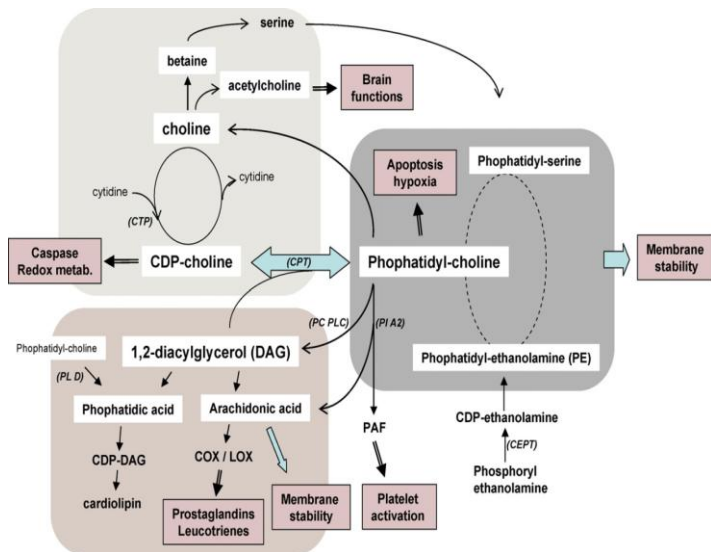 serine
betaine
acetylcholine
Brain
functions
choline
cytidine
cytidine
(CTP)
Caspase
Redox metab.
CDP-choline
(CPT)
Apoptosis
hypoxia
Phophatidyl-serine
Phophatidyl-choline
Membrane
stability
Phophatidyl-ethanolamine (PE)
(PC PLC)
(PI A2)
Phophatidyl-choline
1,2-diacylglycerol (DAG)
(PL D)
Phophatidic acid
Arachidonic acid
CDP-DAG
cardiolipin
COX / LOX
Prostaglandins
Leucotrienes
Membrane
stability
PAF
Platelet
activation
CDP-ethanolamine
(CEPT)
Phosphoryl
ethanolamine